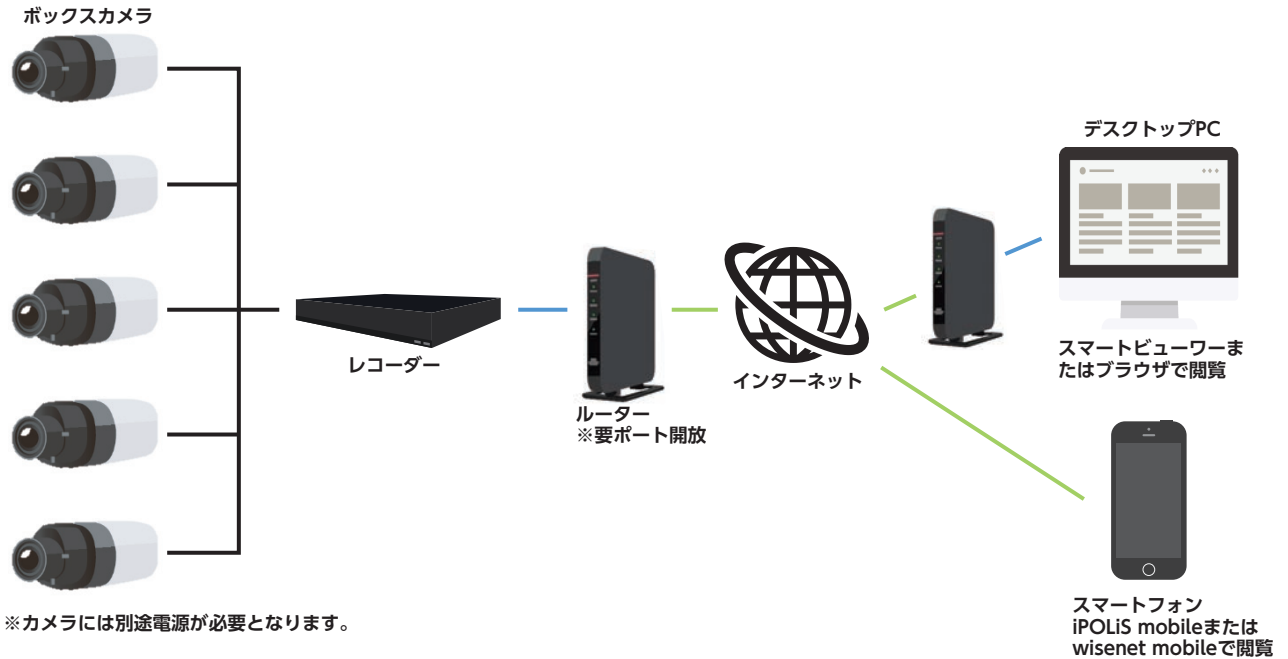 ボックスカメラ
デスクトップPC
スマートビューワーま
たはブラウザで閲覧
レコーダー
インターネット
ルーター
※要ポート開放
スマートフォン
iPOLiS mobileまたは
wisenet mobileで閲覧
※カメラには別途電源が必要となります。